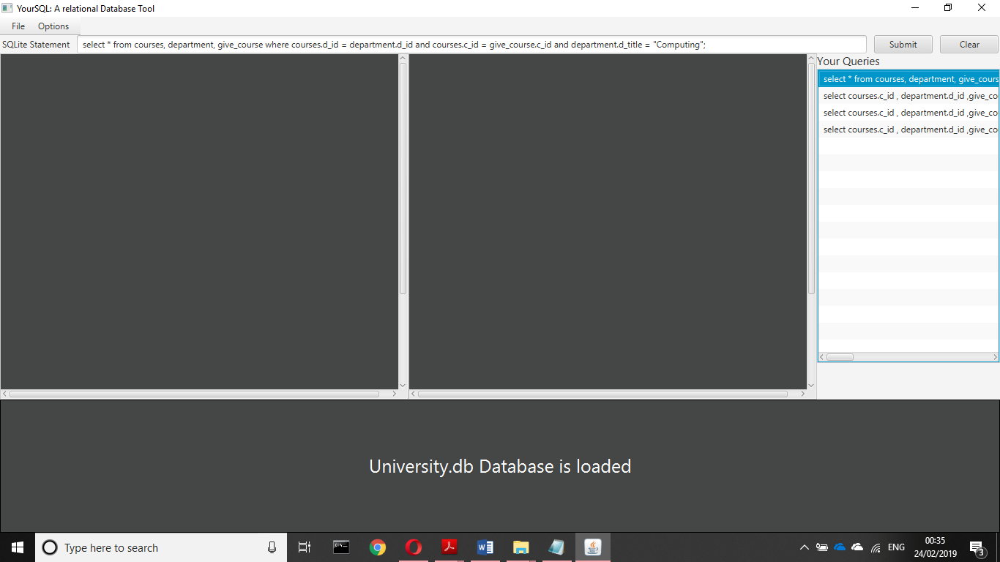 YourSQL: A relational Database Tool
File Options
SQLite Statement select * from courses, department, give_course where courses.d_id = department.d_id and courses.c_id = give_course.c_id and department.d_title = "Computing"; Submit Clear
Your Queries
select * from courses, department, give_cours
select courses.c_id , department.d_id ,give_co
select courses.c_id , department.d_id ,give_co
select courses.c_id , department.d_id ,give_co
University.db Database is loaded
Type here to search
ENG
00:35
24/02/2019
3